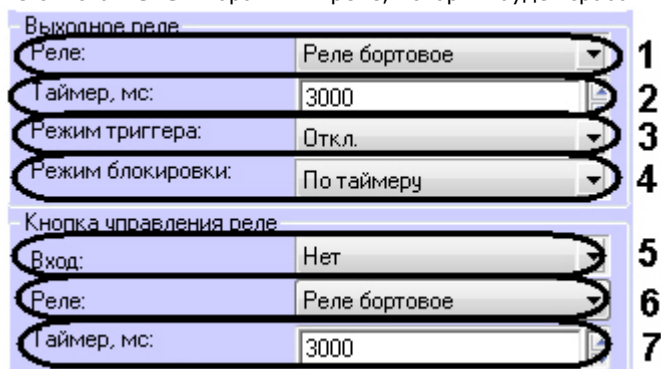 Выходное реле
Реле: Реле бортовое 1
Таймер, мс: 3000 2
Режим триггера: Откл. 3
Режим блокировки: По таймеру 4
Кнопка управления реле
Вход: Нет 5
Реле: Реле бортовое 6
Таймер, мс: 3000 7